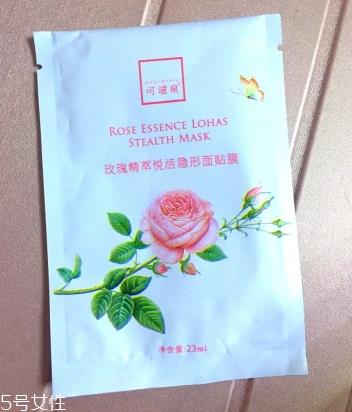 可滋泉
ROSE ESSENCE LOHAS
STEALTH MASK
玫瑰精萃悦活隐形面贴膜
净含量:23ml
5号女性